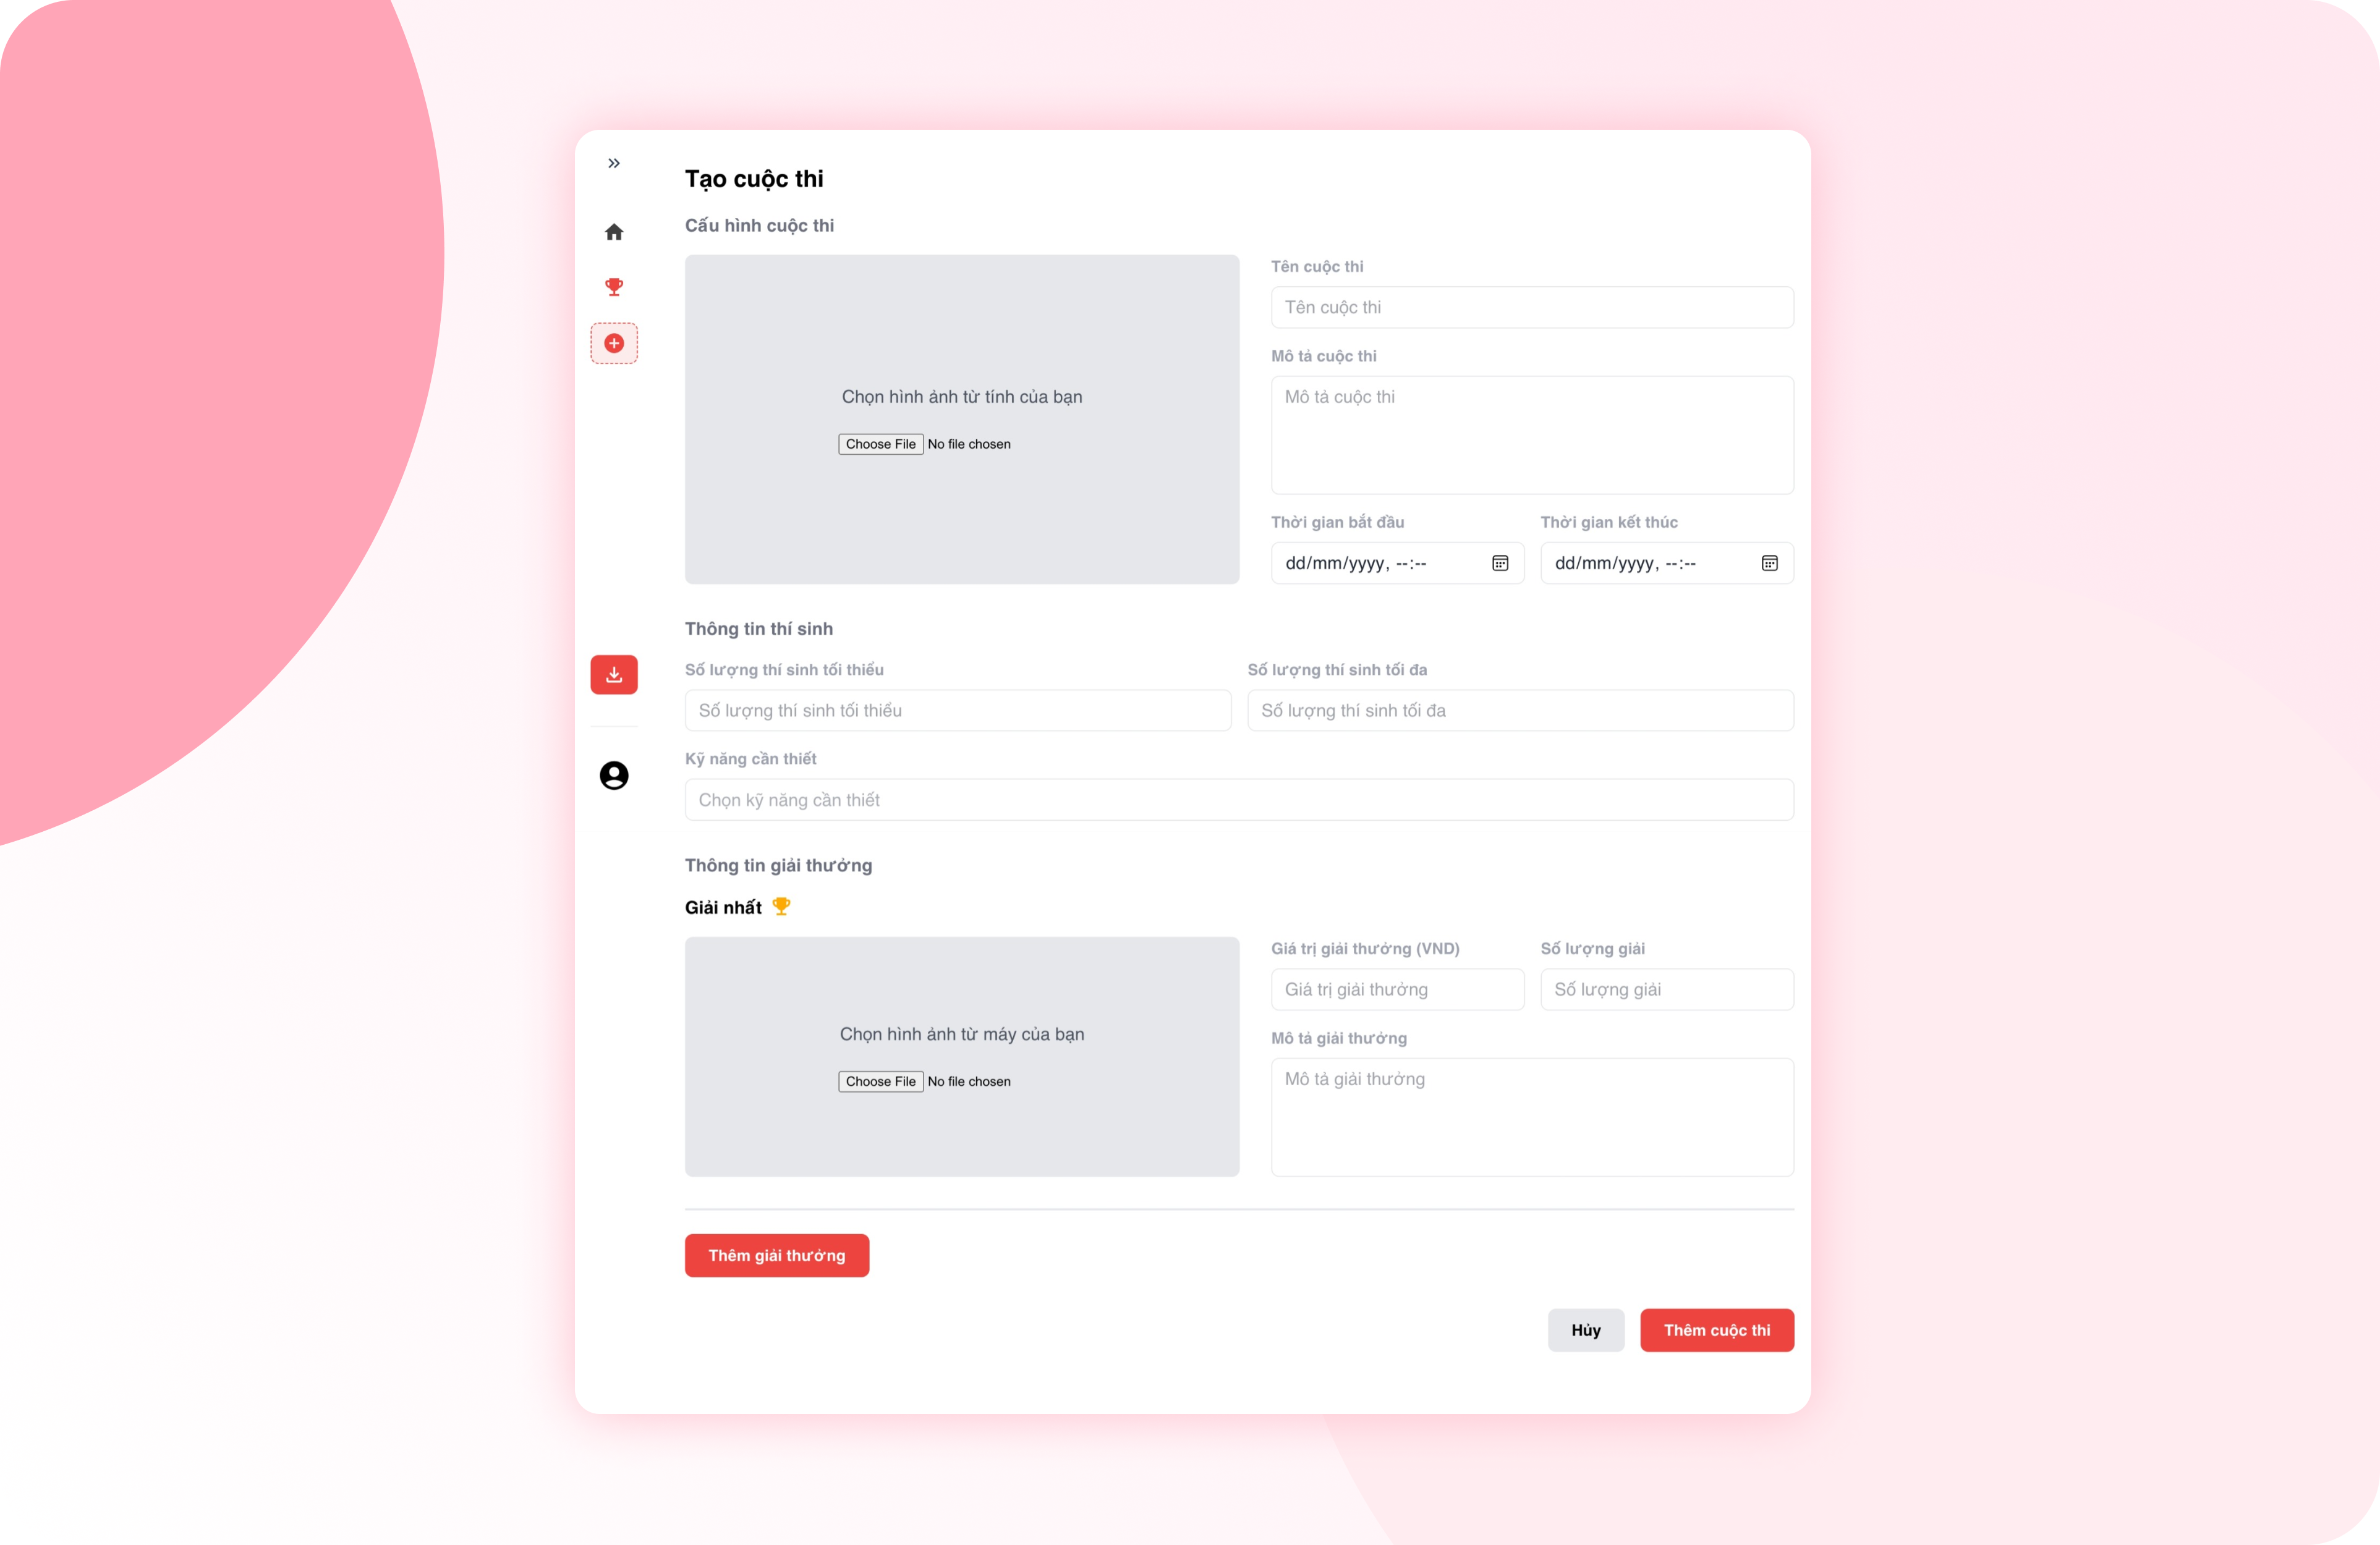 Tạo cuộc thi
Cấu hình cuộc thi
Chọn hình ảnh từ tính của bạn
Choose File No file chosen
Tên cuộc thi
Tên cuộc thi
Mô tả cuộc thi
Mô tả cuộc thi
Thời gian bắt đầu
dd/mm/yyyy, --:--
Thời gian kết thúc
dd/mm/yyyy, --:--
Thông tin thí sinh
Số lượng thí sinh tối thiểu
Số lượng thí sinh tối thiểu
Số lượng thí sinh tối đa
Số lượng thí sinh tối đa
Kỹ năng cần thiết
Chọn kỹ năng cần thiết
Thông tin giải thưởng
Giải nhất
Chọn hình ảnh từ máy của bạn
Choose File No file chosen
Giá trị giải thưởng (VND)
Giá trị giải thưởng
Số lượng giải
Số lượng giải
Mô tả giải thưởng
Mô tả giải thưởng
Thêm giải thưởng
Hủy
Thêm cuộc thi